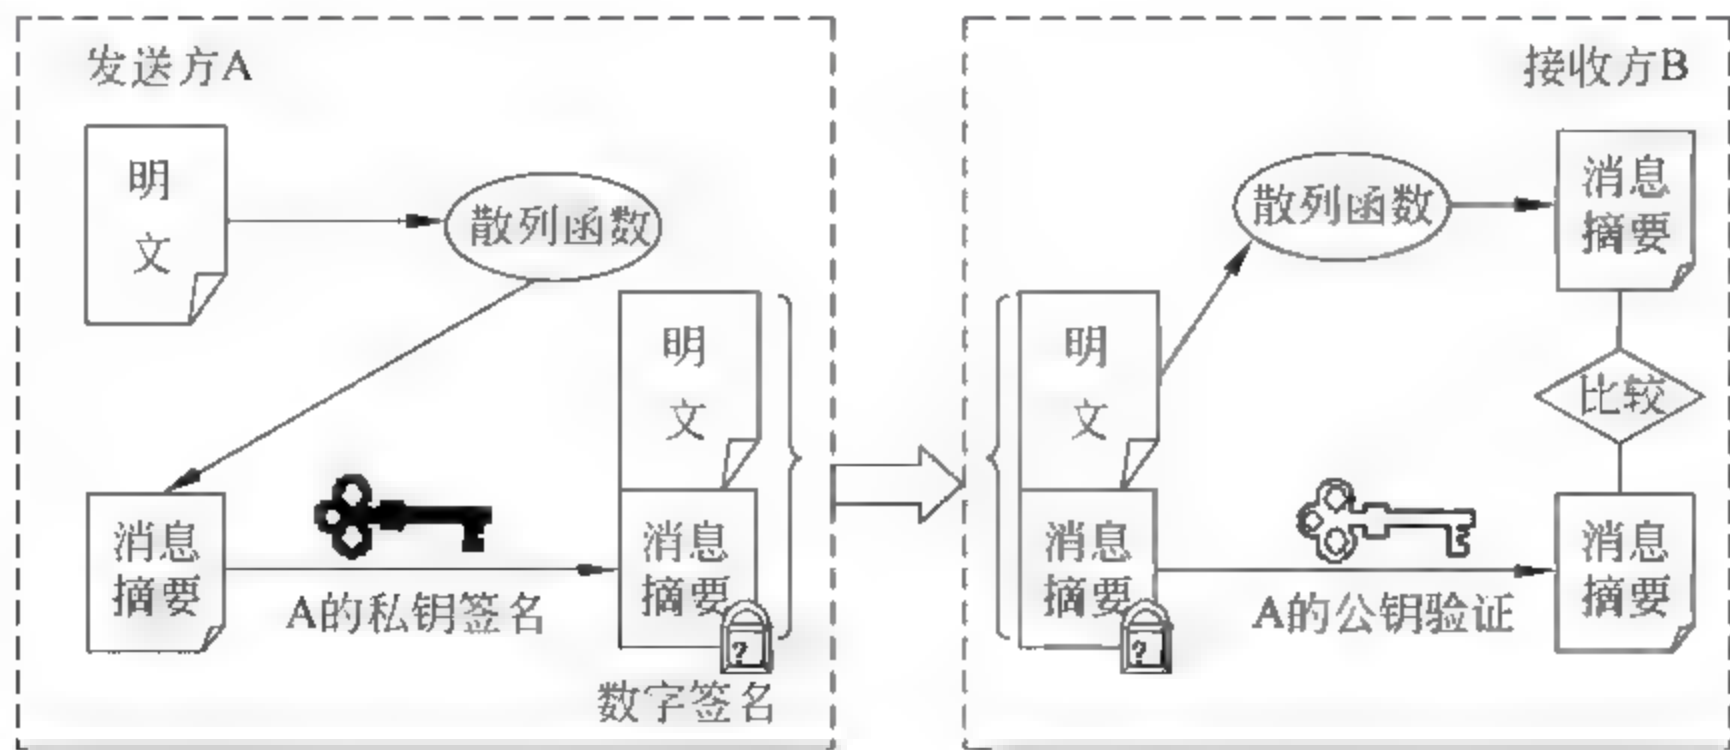 发送方A
明
文
散列函数
明
文
消息
摘要
A的私钥签名
消息
摘要
?
数字签名
接收方B
散列函数
消息
摘要
明
文
比较
消息
摘要
?
A的公钥验证
消息
摘要